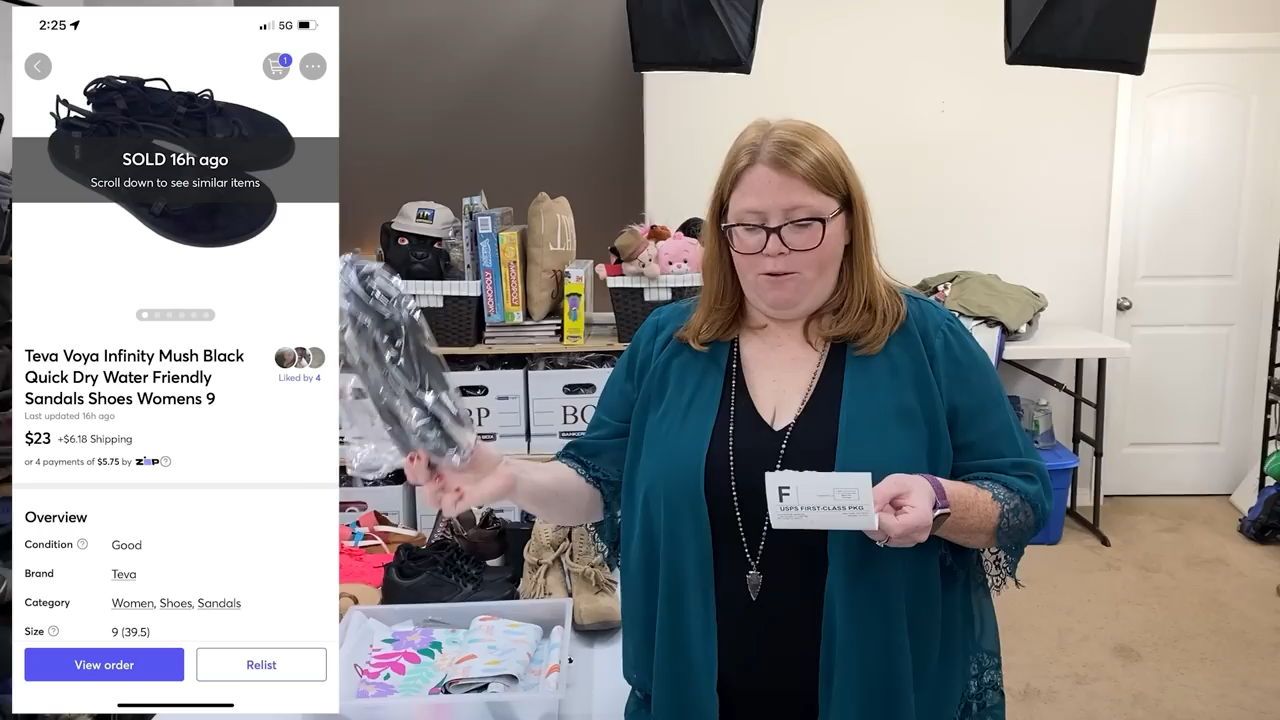 2:25
5G
1
SOLD 16h ago
Scroll down to see similar items
Teva Voya Infinity Mush Black
Quick Dry Water Friendly
Sandals Shoes Womens 9
Liked by 4
Last updated 16h ago
$23 +$6.18 Shipping
or 4 payments of $5.75 by ZIP
Overview
Condition Good
Brand Teva
Category Women, Shoes, Sandals
Size 9 (39.5)
View order Relist
MONOPOLY
MONOPOLY
BP
BO
F
USPS FIRST-CLASS PKG